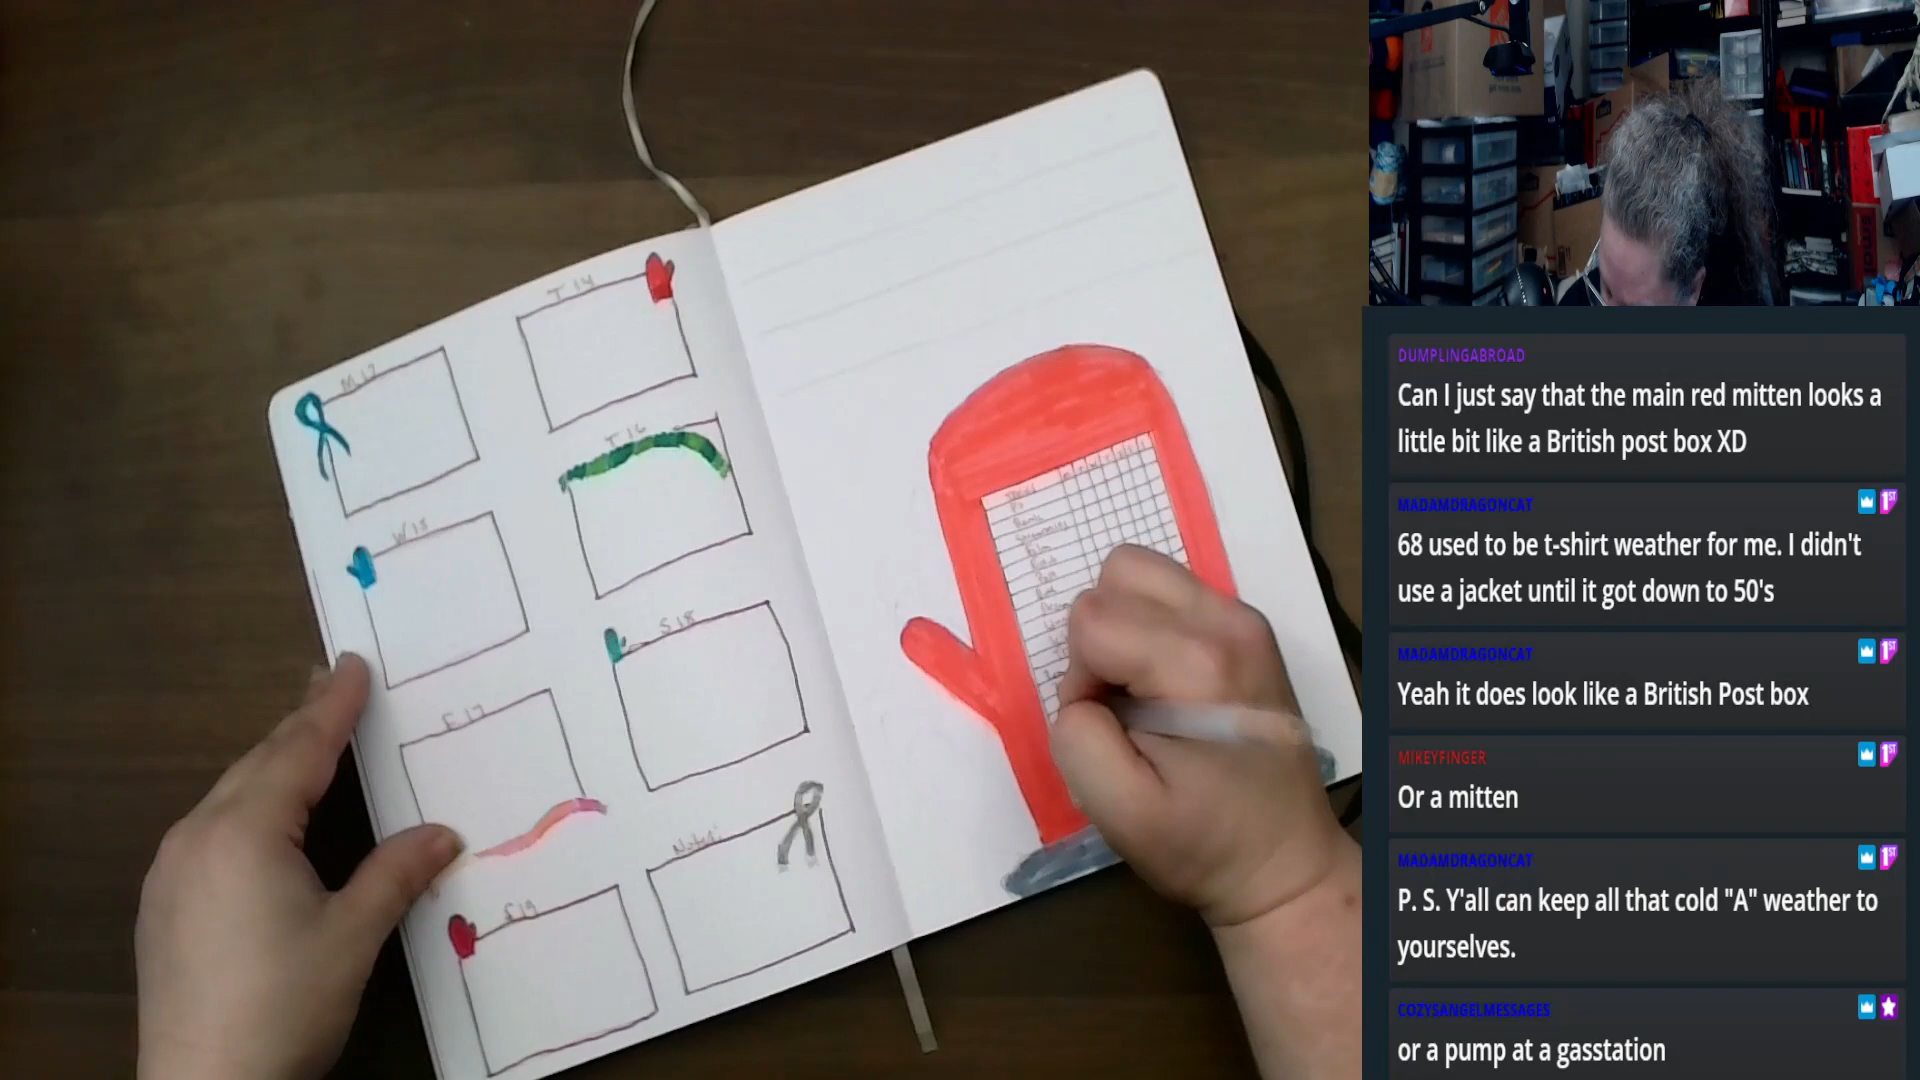 T 14
M 13
T 16
W 15
S 18
F 17
Notes:
S 19
DUMPLINGABROAD
Can I just say that the main red mitten looks a
little bit like a British post box XD
MADAMDRAGONCAT
68 used to be t-shirt weather for me. I didn't
use a jacket until it got down to 50's
MADAMDRAGONCAT
Yeah it does look like a British Post box
MIKEYFINGER
Or a mitten
MADAMDRAGONCAT
P. S. Y'all can keep all that cold "A" weather to
yourselves.
COZYSANGELMESSAGES
or a pump at a gasstation